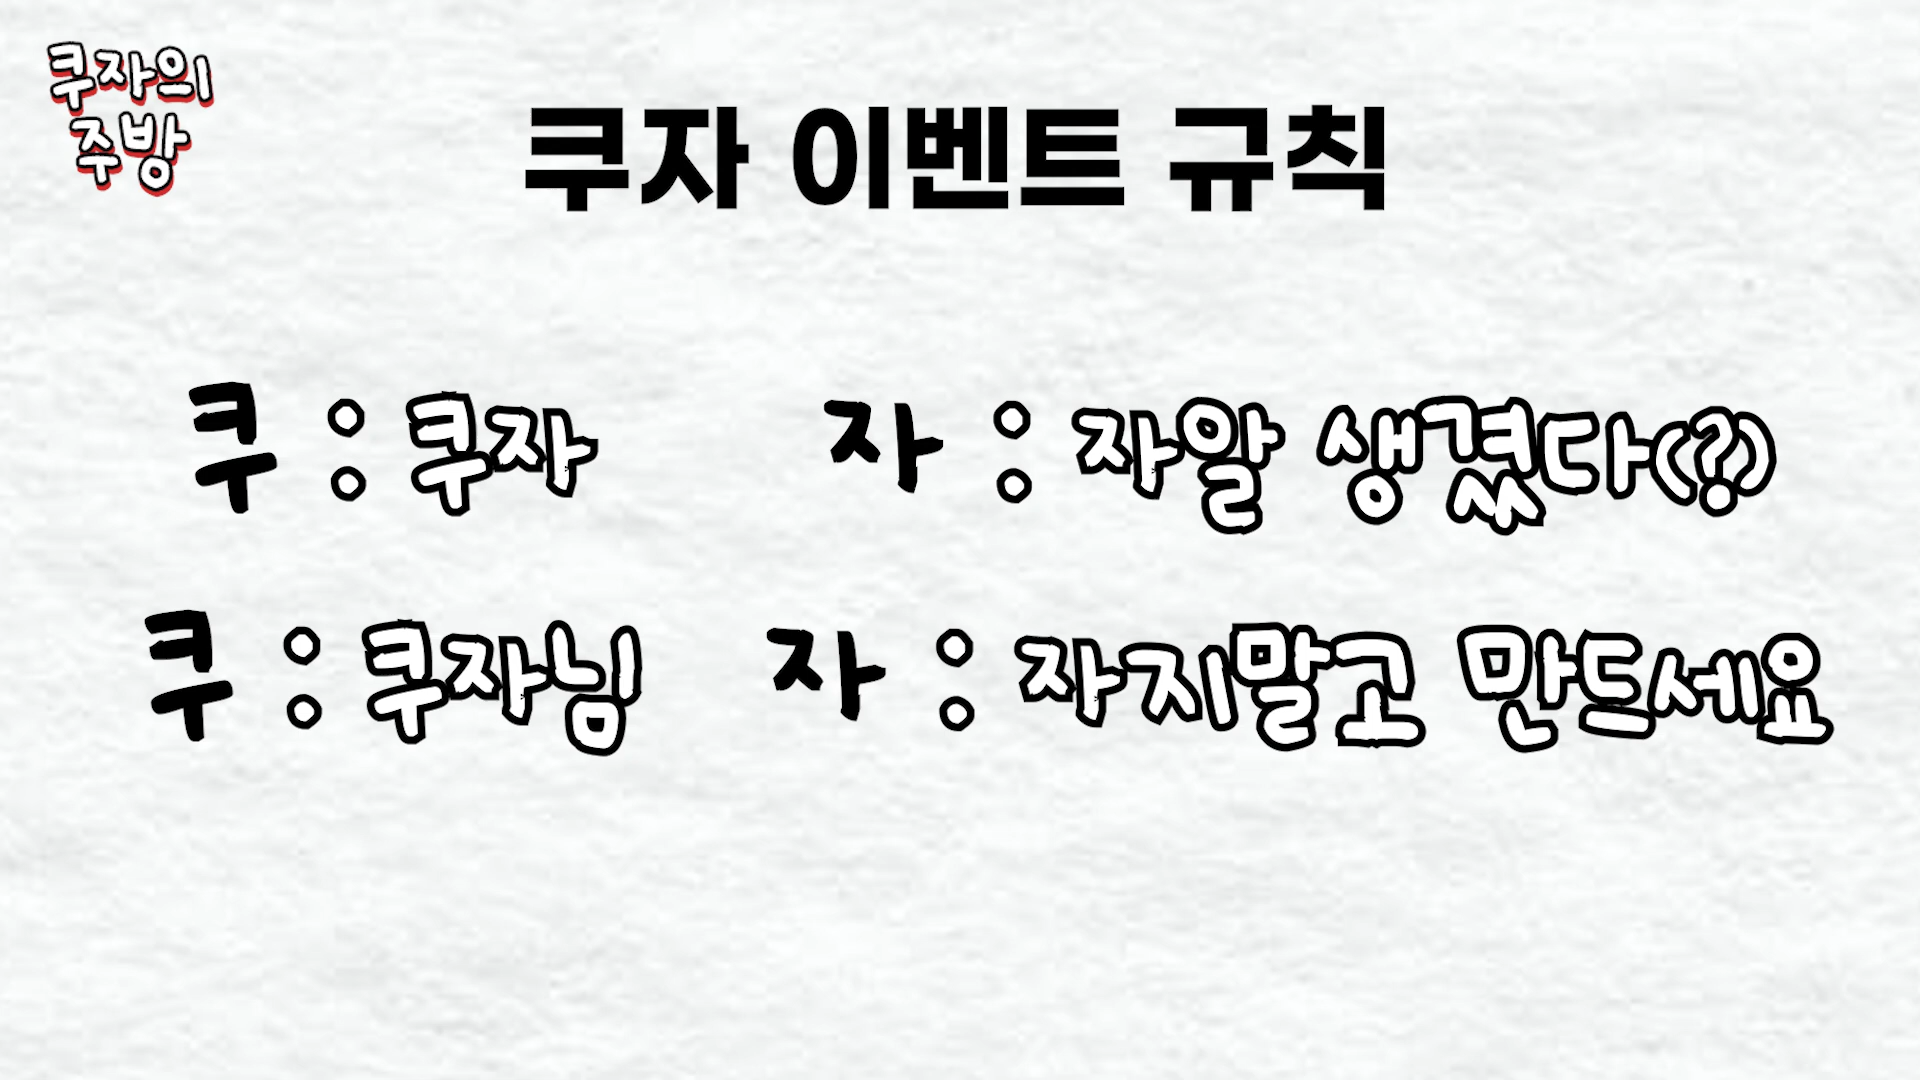 쿠자의
주방
쿠자 이벤트 규칙
쿠 : 쿠자 자 : 자알 생겼다(?)
쿠 : 쿠자님 자 : 자지말고 만드세요